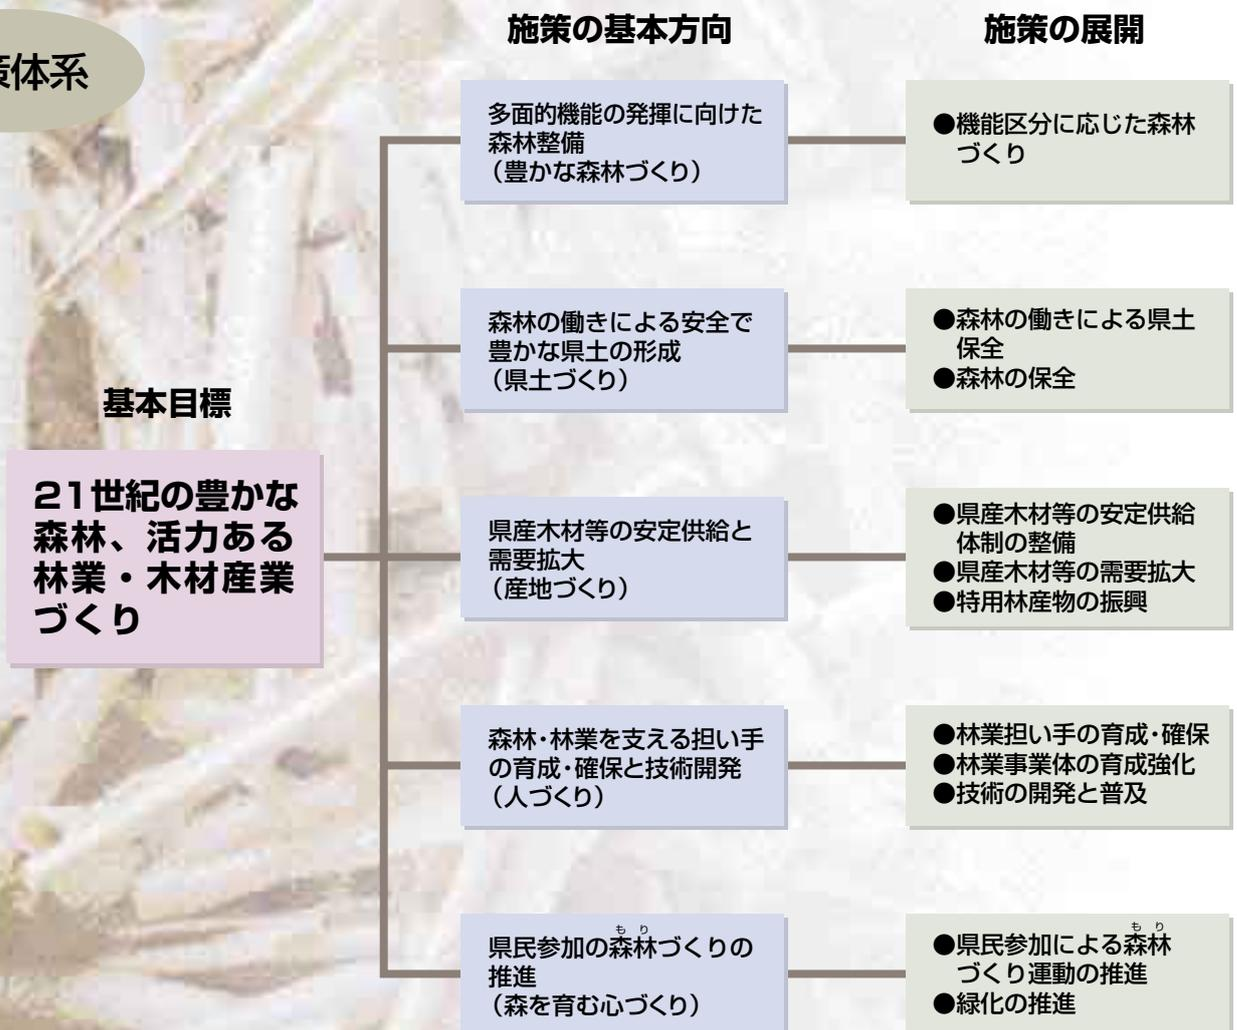 体系
施策の基本方向
施策の展開
多面的機能の発揮に向けた
森林整備
（豊かな森林づくり）
●機能区分に応じた森林
づくり
森林の働きによる安全で
豊かな県土の形成
（県土づくり）
●森林の働きによる県土
保全
●森林の保全
基本目標
21世紀の豊かな
森林、活力ある
林業・木材産業
づくり
県産木材等の安定供給と
需要拡大
（産地づくり）
●県産木材等の安定供給
体制の整備
●県産木材等の需要拡大
●特用林産物の振興
森林・林業を支える担い手
の育成・確保と技術開発
（人づくり）
●林業担い手の育成・確保
●林業事業体の育成強化
●技術の開発と普及
もり
県民参加の森林づくりの
推進
（森を育む心づくり）
もり
●県民参加による森林
づくり運動の推進
●緑化の推進